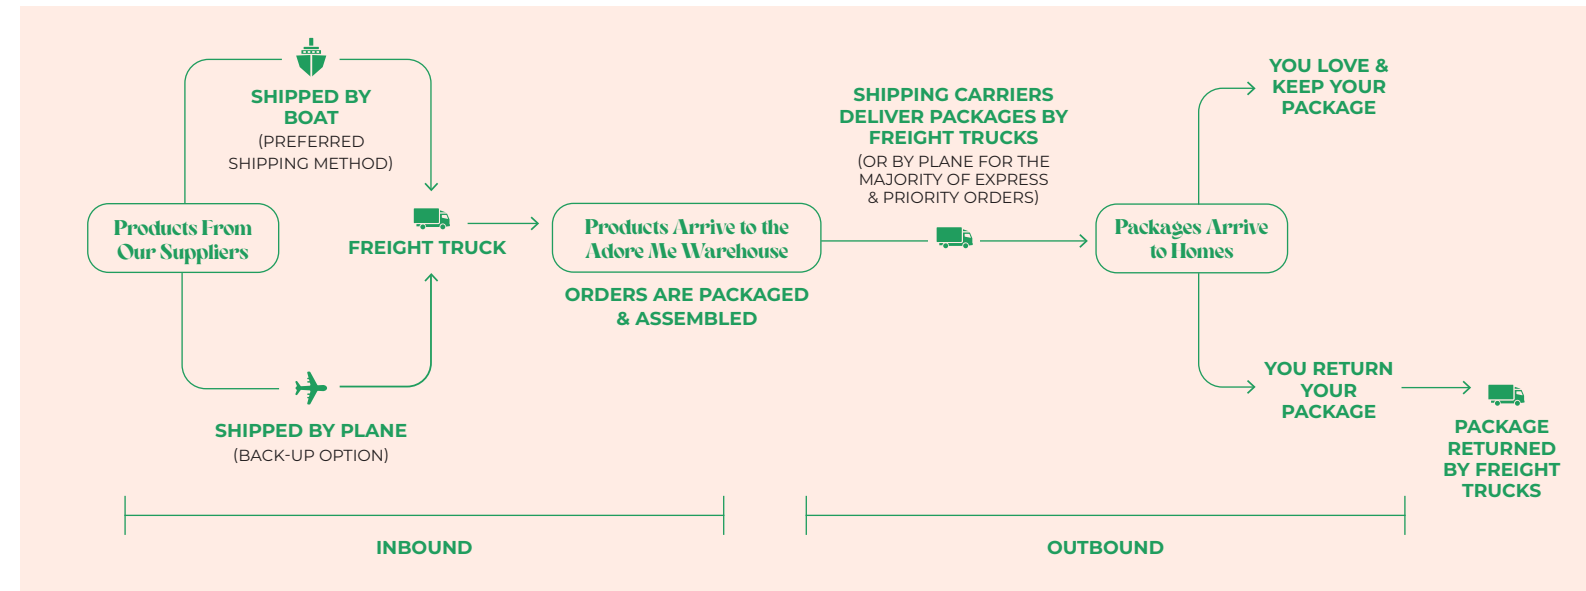 SHIPPED BY
BOAT
(PREFERRED
SHIPPING METHOD)
Products From
Our Suppliers
FREIGHT TRUCK
SHIPPED BY PLANE
(BACK-UP OPTION)
Products Arrive to the
Adore Me Warehouse
ORDERS ARE PACKAGED
& ASSEMBLED
SHIPPING CARRIERS
DELIVER PACKAGES BY
FREIGHT TRUCKS
(OR BY PLANE FOR THE
MAJORITY OF EXPRESS
& PRIORITY ORDERS)
Packages Arrive
to Homes
YOU LOVE &
KEEP YOUR
PACKAGE
YOU RETURN
YOUR
PACKAGE
PACKAGE
RETURNED
BY FREIGHT
TRUCKS
INBOUND
OUTBOUND